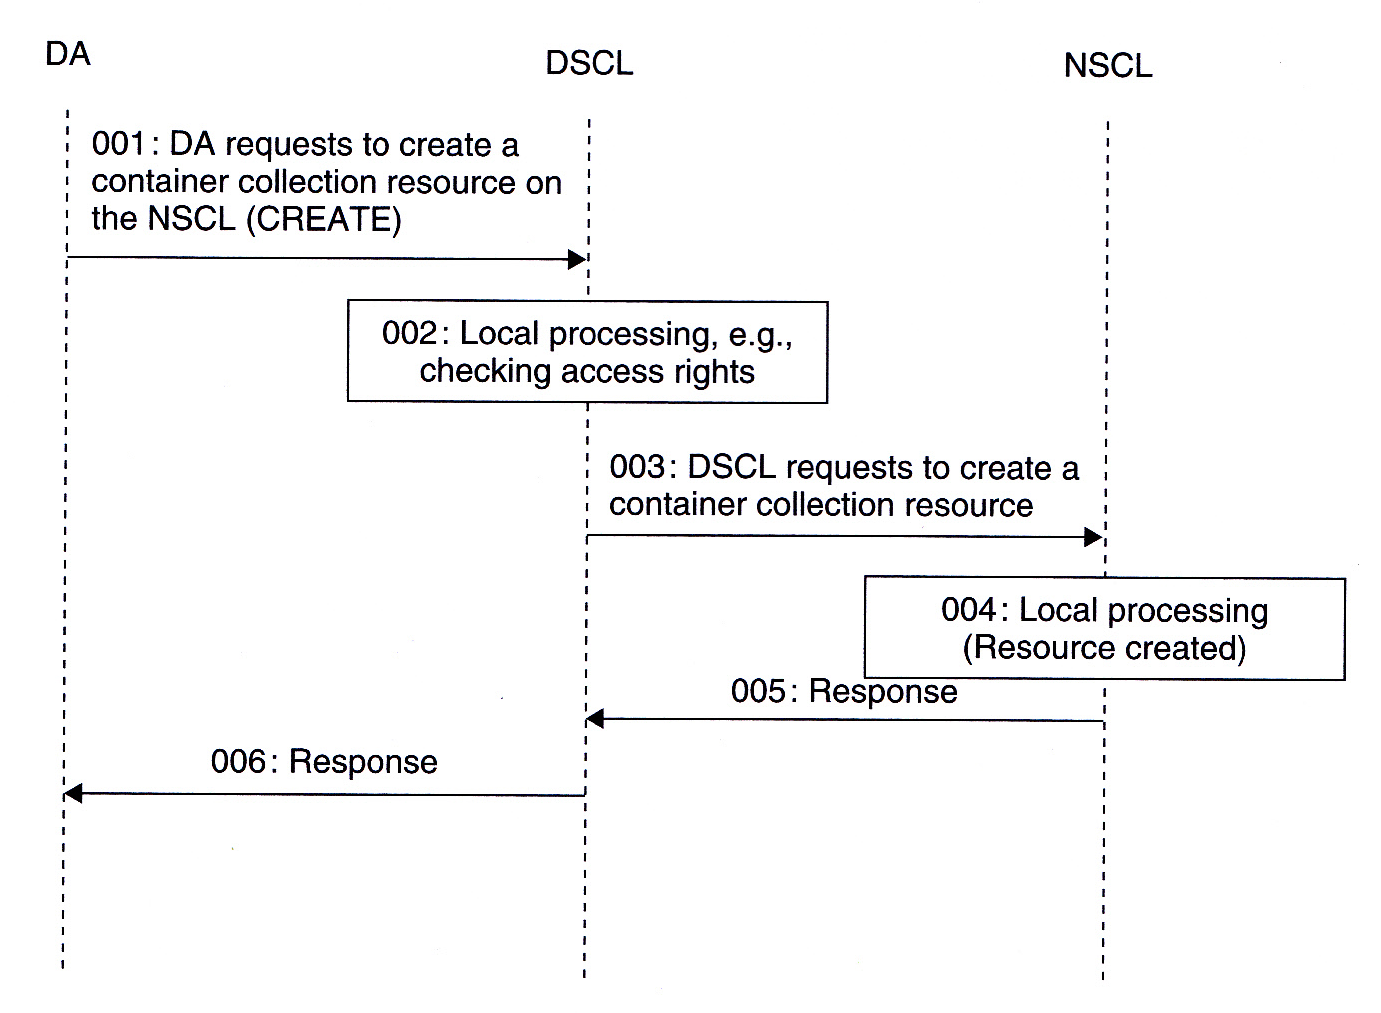 DA
DSCL
NSCL
001: DA requests to create a
container collection resource on
the NSCL (CREATE)
002: Local processing, e.g.,
checking access rights
003: DSCL requests to create a
container collection resource
004: Local processing
(Resource created)
005: Response
006: Response